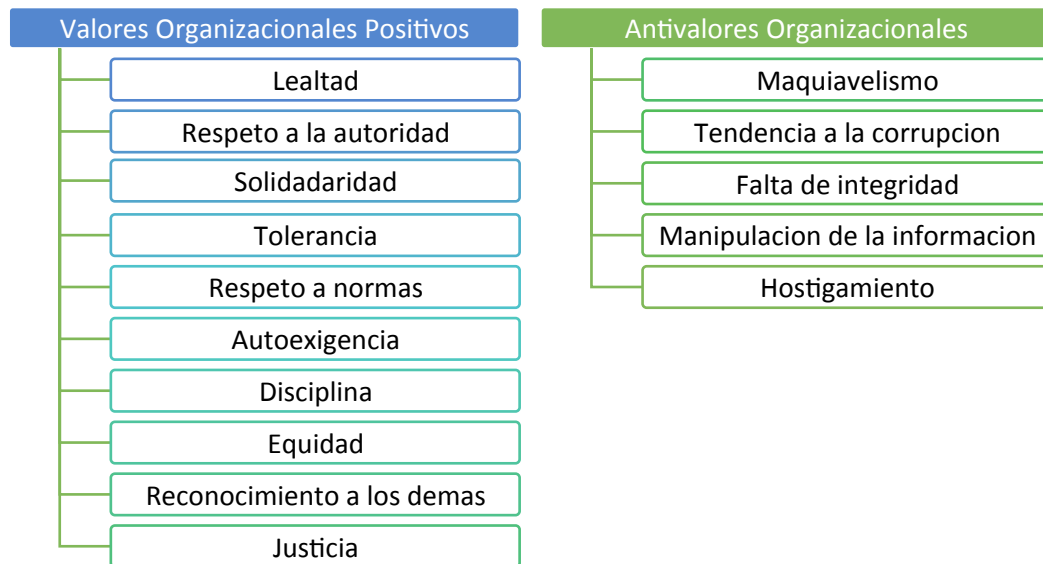 Valores Organizacionales Positivos
Lealtad
Respeto a la autoridad
Solidadaridad
Tolerancia
Respeto a normas
Autoexigencia
Disciplina
Equidad
Reconocimiento a los demas
Justicia
Antivalores Organizacionales
Maquiavelismo
Tendencia a la corrupcion
Falta de integridad
Manipulacion de la informacion
Hostigamiento